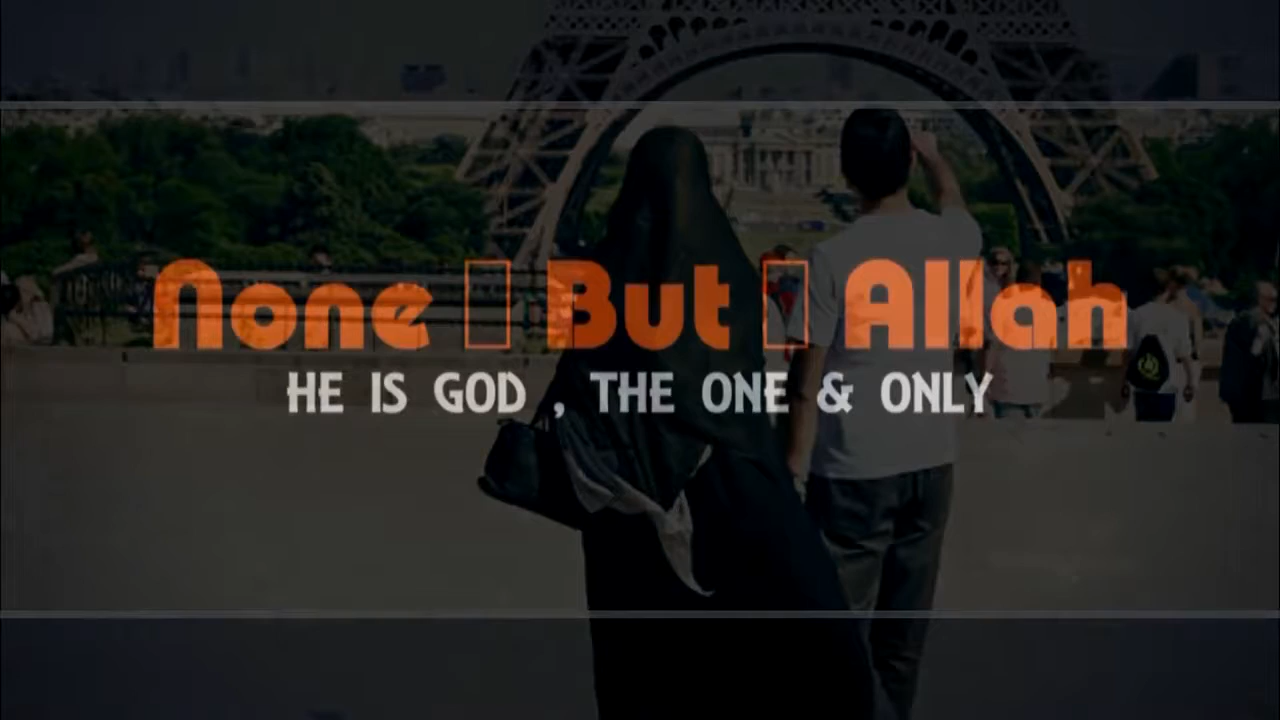 None □ But □ Allah
HE IS GOD , THE ONE & ONLY